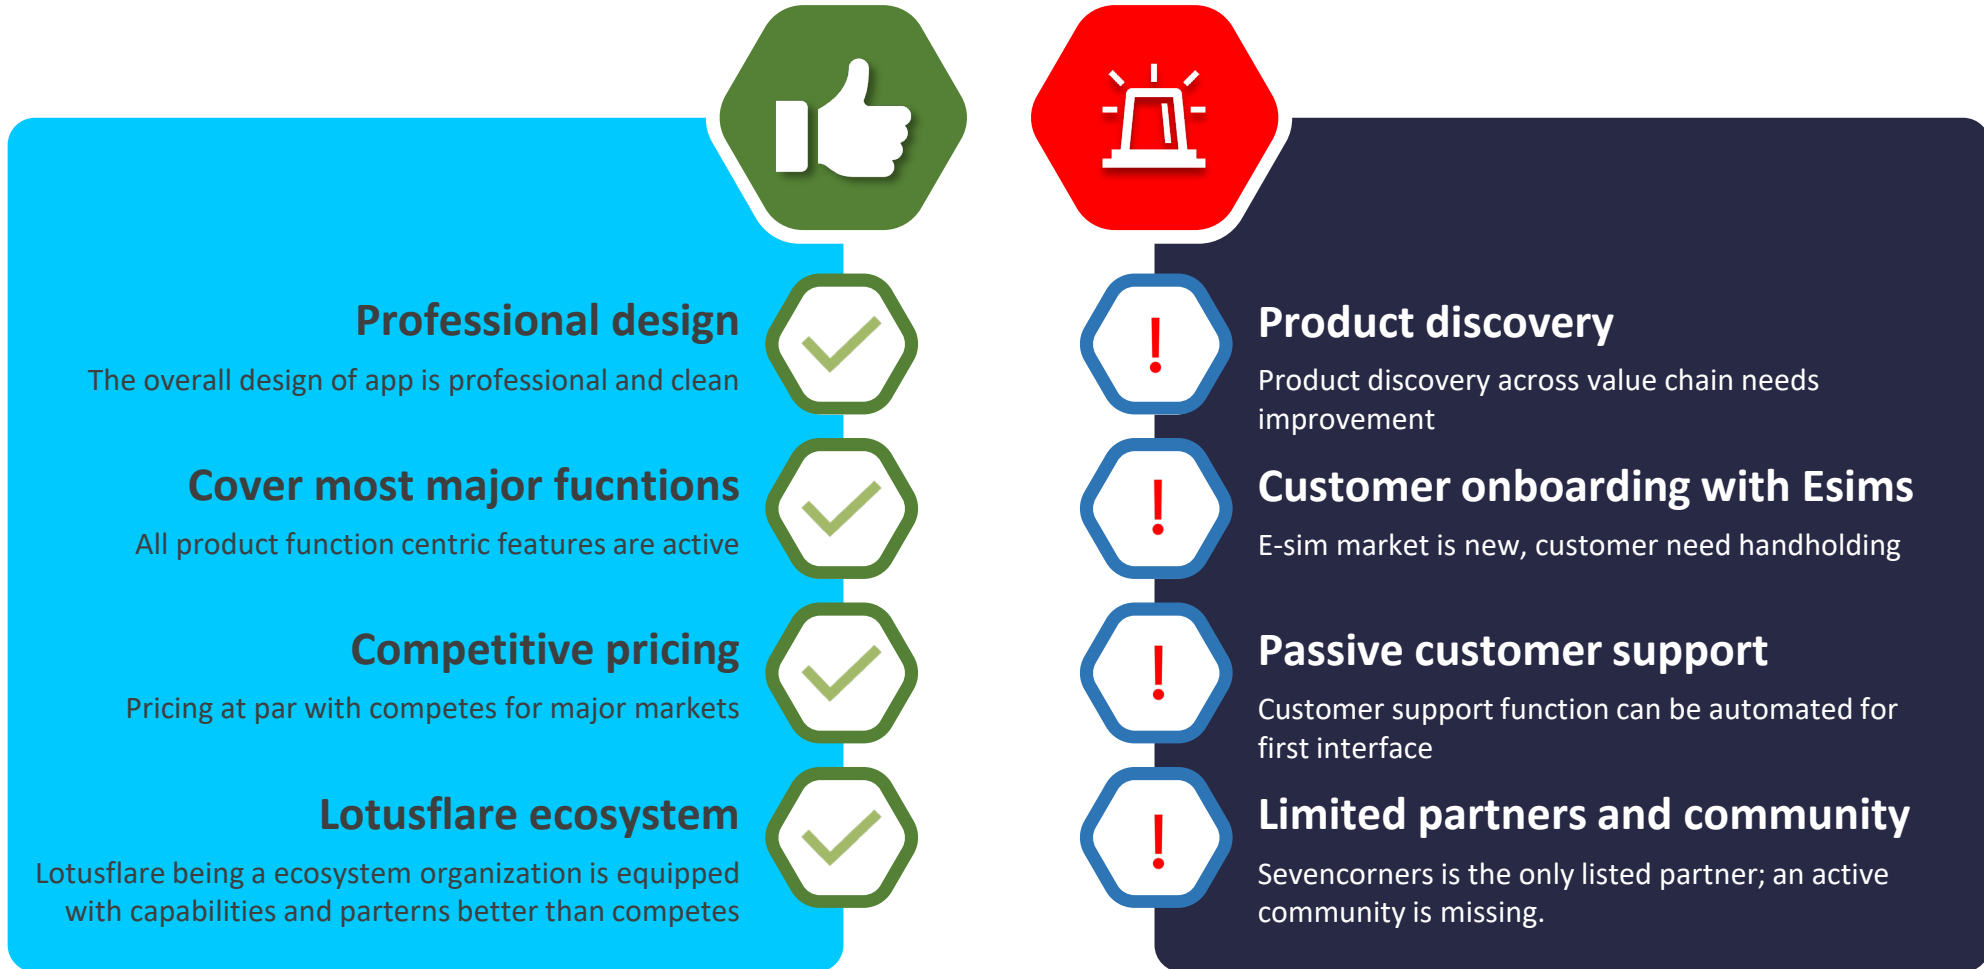 Professional design
The overall design of app is professional and clean
Cover most major fucntions
All product function centric features are active
Competitive pricing
Pricing at par with competes for major markets
Lotusflare ecosystem
Lotusflare being a ecosystem organization is equipped
with capabilities and parterns better than competes
Product discovery
Product discovery across value chain needs
improvement
Customer onboarding with Esims
E-sim market is new, customer need handholding
Passive customer support
Customer support function can be automated for
first interface
Limited partners and community
Sevencorners is the only listed partner; an active
community is missing.